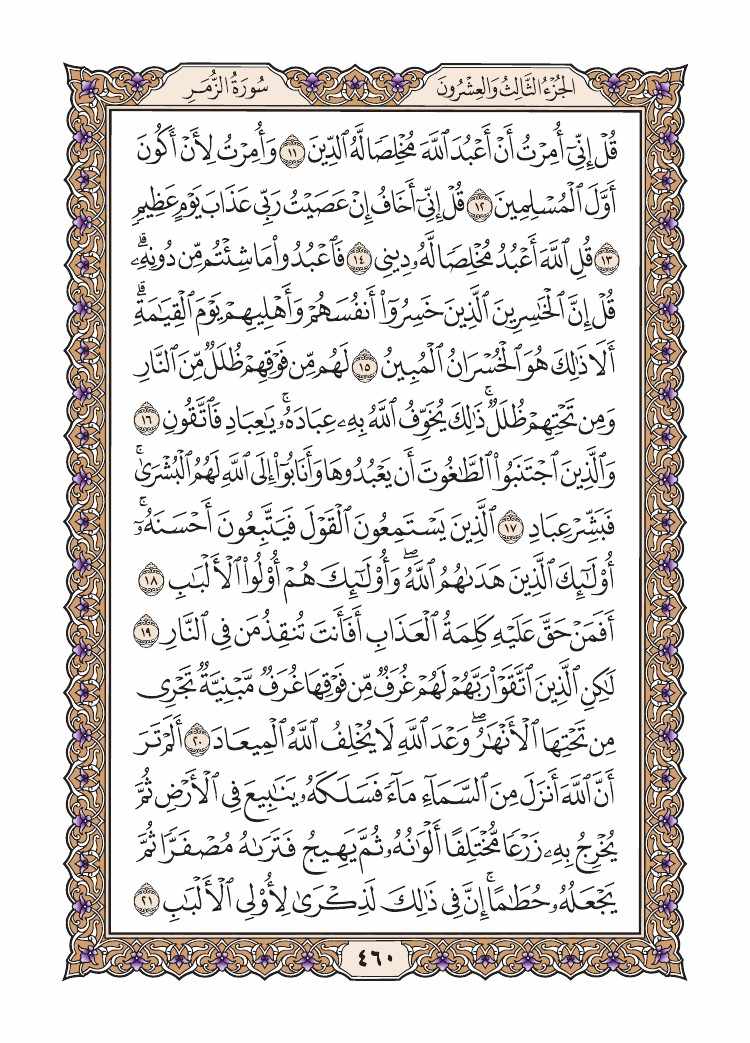 الجُزْءُ الثَّالِثُ وَالعِشْرُونَ سُورَةُ الزُّمَرِ
قُلْ إِنِّيٓ أُمِرْتُ أَنْ أَعْبُدَ ٱللَّهَ مُخْلِصٗا لَّهُ ٱلدِّينَ ١١ وَأُمِرْتُ لِأَنْ أَكُونَ
أَوَّلَ ٱلْمُسْلِمِينَ ١٢ قُلْ إِنِّيٓ أَخَافُ إِنْ عَصَيْتُ رَبِّي عَذَابَ يَوْمٍ عَظِيمٖ
١٣ قُلِ ٱللَّهَ أَعْبُدُ مُخْلِصٗا لَّهُۥ دِينِي ١٤ فَٱعْبُدُوا۟ مَا شِئْتُم مِّن دُونِهِۦۗ
قُلْ إِنَّ ٱلْخَٰسِرِينَ ٱلَّذِينَ خَسِرُوٓا۟ أَنفُسَهُمْ وَأَهْلِيهِمْ يَوْمَ ٱلْقِيَٰمَةِۗ
أَلَا ذَٰلِكَ هُوَ ٱلْخُسْرَانُ ٱلْمُبِينُ ١٥ لَهُم مِّن فَوْقِهِمْ ظُلَلٞ مِّنَ ٱلنَّارِ
وَمِن تَحْتِهِمْ ظُلَلٞۚ ذَٰلِكَ يُخَوِّفُ ٱللَّهُ بِهِۦ عِبَادَهُۥۚ يَٰعِبَادِ فَٱتَّقُونِ ١٦
وَٱلَّذِينَ ٱجْتَنَبُوا۟ ٱلطَّٰغُوتَ أَن يَعْبُدُوهَا وَأَنَابُوٓا۟ إِلَى ٱللَّهِ لَهُمُ ٱلْبُشْرَىٰۚ
فَبَشِّرْ عِبَادِ ١٧ ٱلَّذِينَ يَسْتَمِعُونَ ٱلْقَوْلَ فَيَتَّبِعُونَ أَحْسَنَهُۥٓۚ
أُو۟لَٰٓئِكَ ٱلَّذِينَ هَدَىٰهُمُ ٱللَّهُۖ وَأُو۟لَٰٓئِكَ هُمْ أُو۟لُوا۟ ٱلْأَلْبَٰبِ ١٨
أَفَمَنْ حَقَّ عَلَيْهِ كَلِمَةُ ٱلْعَذَابِ أَفَأَنتَ تُنقِذُ مَن فِي ٱلنَّارِ ١٩
لَٰكِنِ ٱلَّذِينَ ٱتَّقَوْا۟ رَبَّهُمْ لَهُمْ غُرَفٞ مِّن فَوْقِهَا غُرَفٞ مَّبْنِيَّةٞ تَجْرِي
مِن تَحْتِهَا ٱلْأَنْهَٰرُۖ وَعْدَ ٱللَّهِ لَا يُخْلِفُ ٱللَّهُ ٱلْمِيعَادَ ٢٠ أَلَمْ تَرَ
أَنَّ ٱللَّهَ أَنزَلَ مِنَ ٱلسَّمَآءِ مَآءٗ فَسَلَكَهُۥ يَنَٰبِيعَ فِي ٱلْأَرْضِ ثُمَّ
يُخْرِجُ بِهِۦ زَرْعٗا مُّخْتَلِفًا أَلْوَٰنُهُۥ ثُمَّ يَهِيجُ فَتَرَىٰهُ مُصْفَرّٗا ثُمَّ
يَجْعَلُهُۥ حُطَٰمًاۚ إِنَّ فِي ذَٰلِكَ لَذِكْرَىٰ لِأُو۟لِي ٱلْأَلْبَٰبِ ٢١
٤٦٠